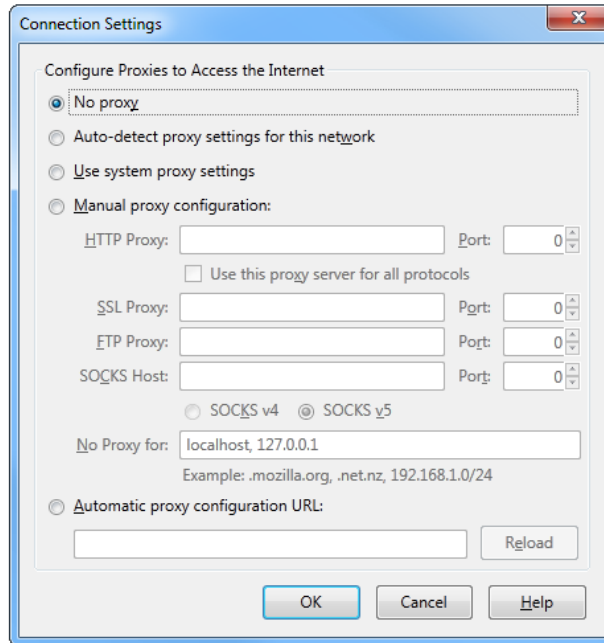 Connection Settings
Configure Proxies to Access the Internet
No proxy
Auto-detect proxy settings for this network
Use system proxy settings
Manual proxy configuration:
HTTP Proxy: Port: 0
Use this proxy server for all protocols
SSL Proxy: Port: 0
FTP Proxy: Port: 0
SOCKS Host: Port: 0
SOCKS v4 SOCKS v5
No Proxy for: localhost, 127.0.0.1
Example: .mozilla.org, .net.nz, 192.168.1.0/24
Automatic proxy configuration URL:
Reload
OK Cancel Help